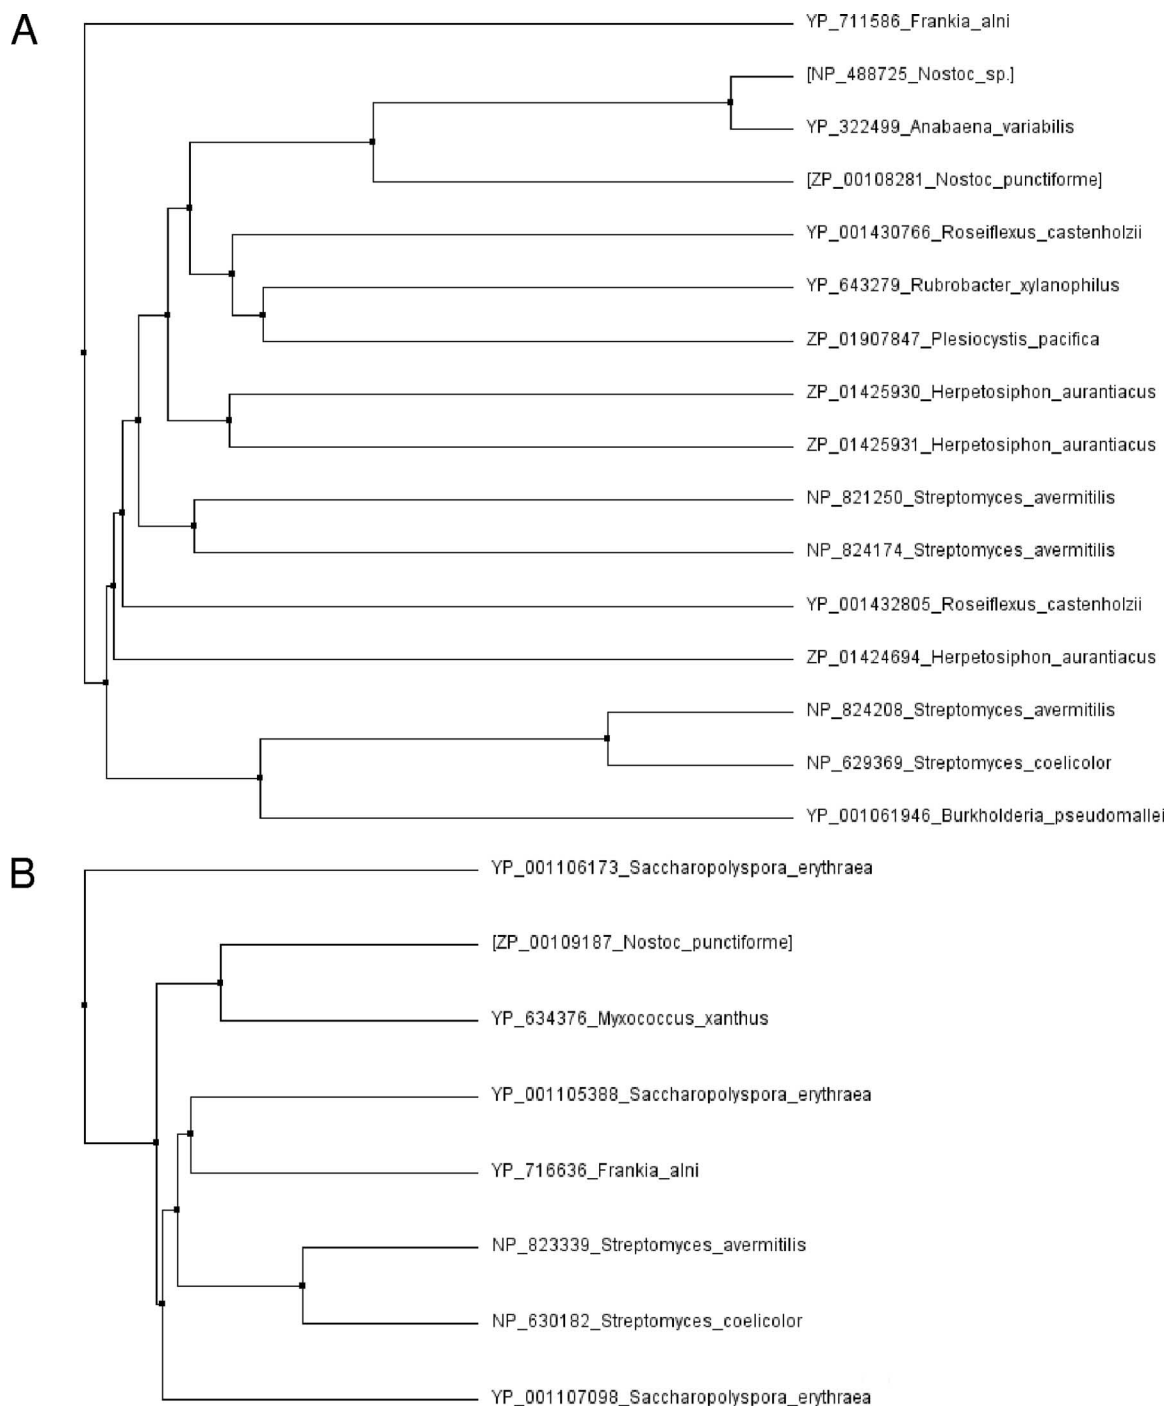 A
YP_711586_Frankia_alni
[NP_488725_Nostoc_sp.]
YP_322499_Anabaena_variabilis
[ZP_00108281_Nostoc_punctiforme]
YP_001430766_Roseiflexus_castenholzii
YP_643279_Rubrobacter_xylanophilus
ZP_01907847_Plesiocystis_pacifica
ZP_01425930_Herpetosiphon_aurantiacus
ZP_01425931_Herpetosiphon_aurantiacus
NP_821250_Streptomyces_avermitilis
NP_824174_Streptomyces_avermitilis
YP_001432805_Roseiflexus_castenholzii
ZP_01424694_Herpetosiphon_aurantiacus
NP_824208_Streptomyces_avermitilis
NP_629369_Streptomyces_coelicolor
YP_001061946_Burkholderia_pseudomallei
B
YP_001106173_Saccharopolyspora_erythraea
[ZP_00109187_Nostoc_punctiforme]
YP_634376_Myxococcus_xanthus
YP_001105388_Saccharopolyspora_erythraea
YP_716636_Frankia_alni
NP_823339_Streptomyces_avermitilis
NP_630182_Streptomyces_coelicolor
YP_001107098_Saccharopolyspora_erythraea